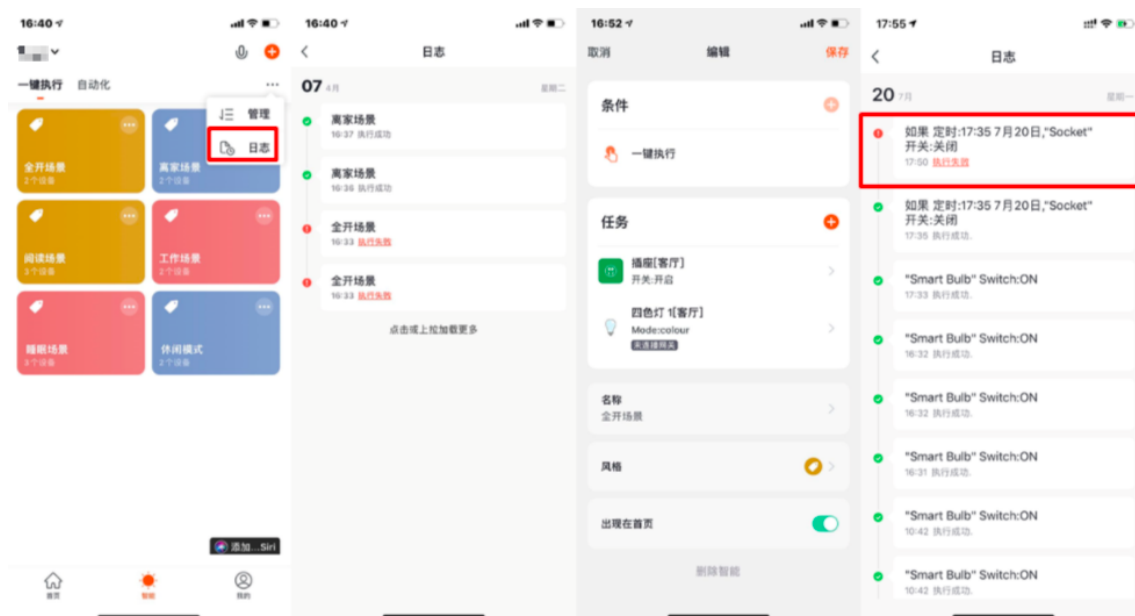 16:40
一键执行 自动化
管理
日志
全开场景
2个设备
离家场景
2个设备
阅读场景
3个设备
工作场景
2个设备
睡眠场景
3个设备
休闲模式
2个设备
添加...Siri
首页
智能
我的
16:40
日志
07 4月
星期二
离家场景
16:37 执行成功
离家场景
16:36 执行成功
全开场景
16:33 执行失败
全开场景
16:33 执行失败
点击或上拉加载更多
16:52
取消
编辑
保存
条件
一键执行
任务
插座[客厅]
开关:开启
四色灯 1[客厅]
Mode:colour
未连接网关
名称
全开场景
风格
出现在首页
删除智能
17:55
日志
20 7月
星期一
如果 定时:17:35 7月20日,"Socket"
开关:关闭
17:50 执行失败
如果 定时:17:35 7月20日,"Socket"
开关:关闭
17:35 执行成功.
"Smart Bulb" Switch:ON
17:33 执行成功.
"Smart Bulb" Switch:ON
16:32 执行成功.
"Smart Bulb" Switch:ON
16:32 执行成功.
"Smart Bulb" Switch:ON
16:31 执行成功.
"Smart Bulb" Switch:ON
10:42 执行成功.
"Smart Bulb" Switch:ON
10:42 执行成功.